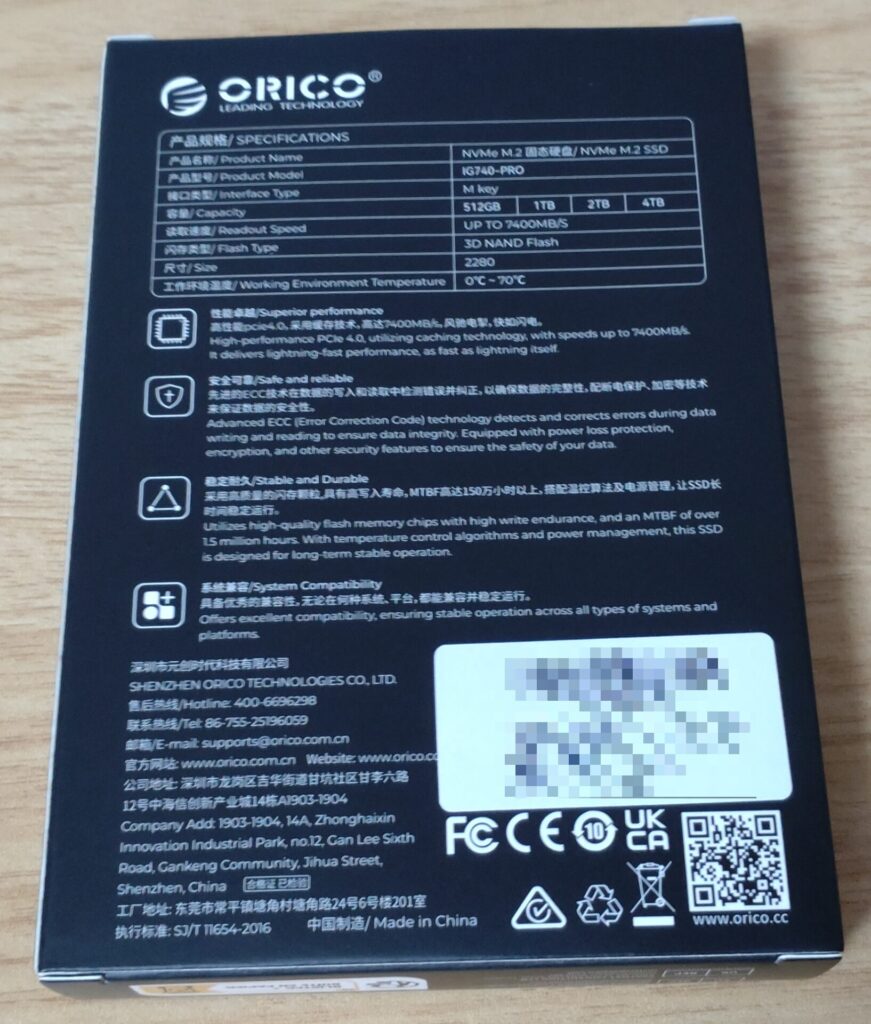 ORICO®
LEADING TECHNOLOGY
产品规格/ SPECIFICATIONS
产品名称/ Product Name NVMe M.2 固态硬盘/ NVMe M.2 SSD
产品型号/ Product Model IG740-PRO
接口类型/ Interface Type M key
容量/ Capacity 512GB 1TB 2TB 4TB
读取速度/ Readout Speed UP TO 7400MB/S
闪存类型/ Flash Type 3D NAND Flash
尺寸/ Size 2280
工作环境温度/ Working Environment Temperature 0℃ ~ 70℃
性能卓越/Superior performance
高性能pcie4.0,采用缓存技术,高达7400MB/s,风驰电掣,快如闪电。
High-performance PCIe 4.0, utilizing caching technology, with speeds up to 7400MB/s.
It delivers lightning-fast performance, as fast as lightning itself.
安全可靠/Safe and reliable
先进的ECC技术在数据的写入和读取中检测错误并纠正,以确保数据的完整性,配断电保护、加密等技术
来保证数据的安全性。
Advanced ECC (Error Correction Code) technology detects and corrects errors during data
writing and reading to ensure data integrity. Equipped with power loss protection,
encryption, and other security features to ensure the safety of your data.
稳定耐久/Stable and Durable
采用高质量的闪存颗粒,具有高写入寿命,MTBF高达150万小时以上,搭配温控算法及电源管理,让SSD长
时间稳定运行。
Utilizes high-quality flash memory chips with high write endurance, and an MTBF of over
1.5 million hours. With temperature control algorithms and power management, this SSD
is designed for long-term stable operation.
系统兼容/System Compatibility
具备优秀的兼容性,无论在何种系统、平台,都能兼容并稳定运行。
Offers excellent compatibility, ensuring stable operation across all types of systems and
platforms.
深圳市元创时代科技有限公司
SHENZHEN ORICO TECHNOLOGIES CO., LTD.
售后热线/Hotline: 400-6696298
联系热线/Tel: 86-755-25196059
邮箱/E-mail: supports@orico.com.cn
官方网站: www.orico.com.cn Website: www.orico.cc
公司地址: 深圳市龙岗区吉华街道甘坑社区甘李六路
12号中海信创新产业城14栋A1903-1904
Company Add: 1903-1904, 14A, Zhonghaixin
Innovation Industrial Park, no.12, Gan Lee Sixth
Road, Gankeng Community, Jihua Street,
Shenzhen, China 合格证 已检验
工厂地址: 东莞市常平镇塘角村塘角路24号6号楼201室
执行标准: SJ/T 11654-2016 中国制造/ Made in China
FC CE 10 UK
CA
www.orico.cc